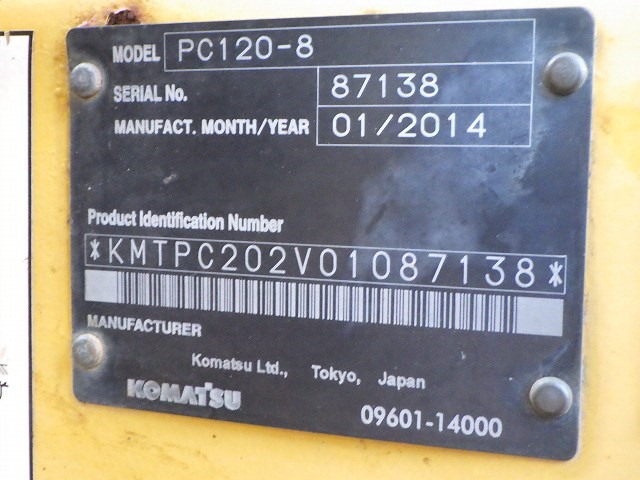 MODEL PC120-8
SERIAL No. 87138
MANUFACT. MONTH/YEAR 01/2014
Product Identification Number
*KMTPC202V01087138*
MANUFACTURER
Komatsu Ltd., Tokyo, Japan
KOMATSU
09601-14000